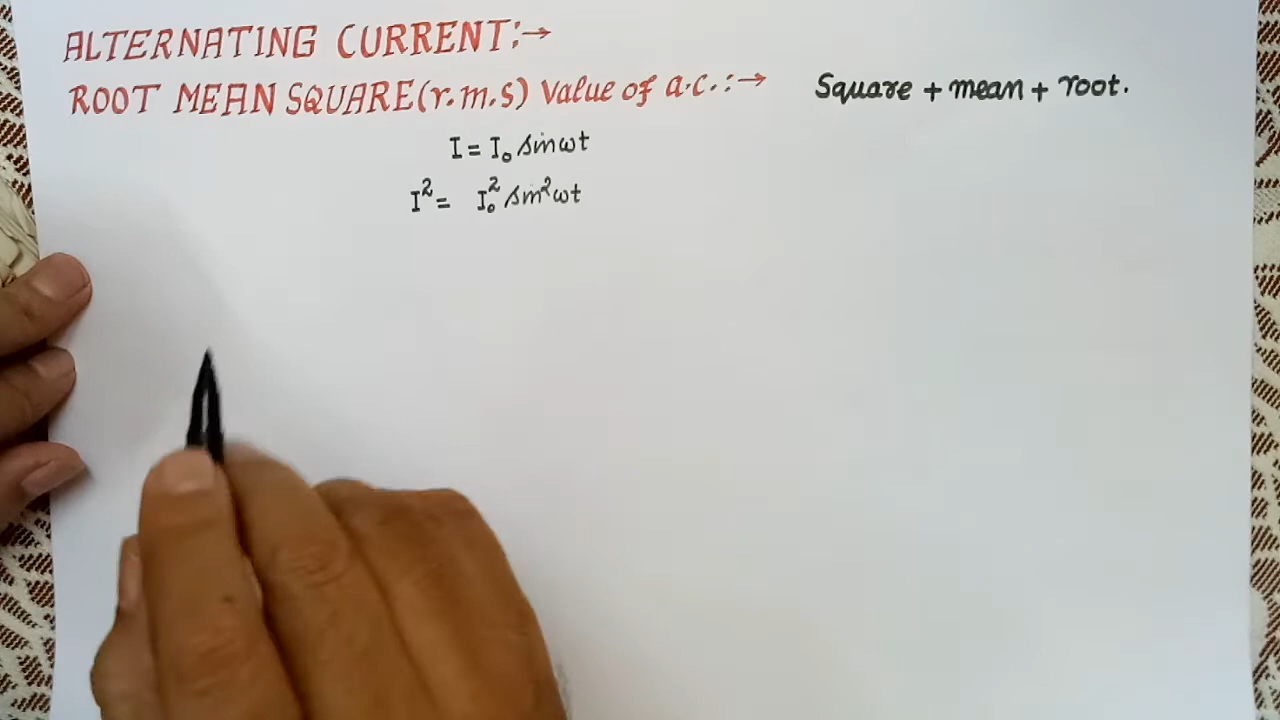 ALTERNATING CURRENT:→
ROOT MEAN SQUARE(r.m.s) Value of a.c.:→ Square + mean + root.
I = I₀ sinωt
I² = I₀² sin²ωt